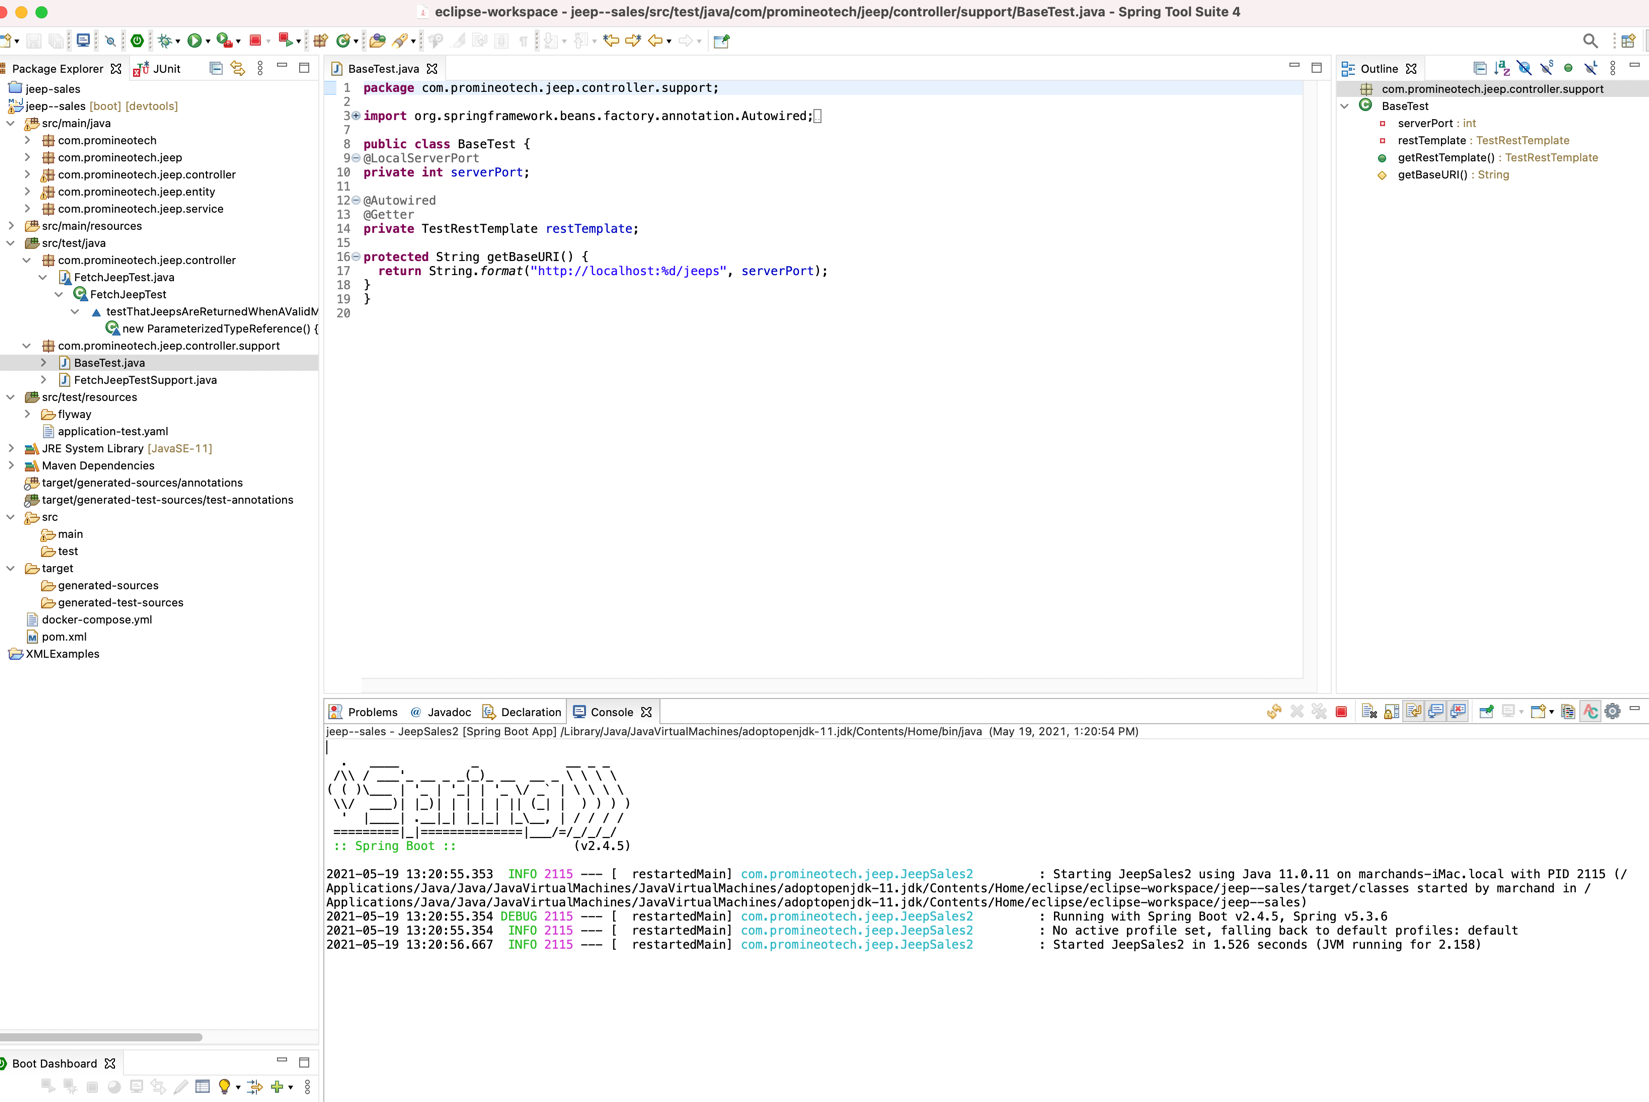 eclipse-workspace - jeep--sales/src/test/java/com/promineotech/jeep/controller/support/BaseTest.java - Spring Tool Suite 4
Package Explorer
JUnit
jeep-sales
jeep--sales [boot] [devtools]
src/main/java
com.promineotech
com.promineotech.jeep
com.promineotech.jeep.controller
com.promineotech.jeep.entity
com.promineotech.jeep.service
src/main/resources
src/test/java
com.promineotech.jeep.controller
FetchJeepTest.java
FetchJeepTest
testThatJeepsAreReturnedWhenAValidM
new ParameterizedTypeReference() {
com.promineotech.jeep.controller.support
BaseTest.java
FetchJeepTestSupport.java
src/test/resources
flyway
application-test.yaml
JRE System Library [JavaSE-11]
Maven Dependencies
target/generated-sources/annotations
target/generated-test-sources/test-annotations
src
main
test
target
generated-sources
generated-test-sources
docker-compose.yml
pom.xml
XMLExamples
Boot Dashboard
BaseTest.java
1 package com.promineotech.jeep.controller.support;
2
3 import org.springframework.beans.factory.annotation.Autowired;
7
8 public class BaseTest {
9 @LocalServerPort
10 private int serverPort;
11
12 @Autowired
13 @Getter
14 private TestRestTemplate restTemplate;
15
16 protected String getBaseURI() {
17 return String.format("http://localhost:%d/jeeps", serverPort);
18 }
19 }
20
Outline
com.promineotech.jeep.controller.support
BaseTest
serverPort : int
restTemplate : TestRestTemplate
getRestTemplate() : TestRestTemplate
getBaseURI() : String
Problems
@ Javadoc
Declaration
Console
jeep--sales - JeepSales2 [Spring Boot App] /Library/Java/JavaVirtualMachines/adoptopenjdk-11.jdk/Contents/Home/bin/java (May 19, 2021, 1:20:54 PM)
  .   ____          _            __ _ _
 /\\ / ___'_ __ _ _(_)_ __  __ _ \ \ \ \
( ( )\___ | '_ | '_| | '_ \/ _` | \ \ \ \
 \\/  ___)| |_)| | | | | || (_| |  ) ) ) )
  '  |____| .__|_| |_|_| |_\__, | / / / /
 =========|_|==============|___/=/_/_/_/
:: Spring Boot :: (v2.4.5)
2021-05-19 13:20:55.353 INFO 2115 --- [ restartedMain] com.promineotech.jeep.JeepSales2 : Starting JeepSales2 using Java 11.0.11 on marchands-iMac.local with PID 2115 (/
Applications/Java/Java/JavaVirtualMachines/JavaVirtualMachines/adoptopenjdk-11.jdk/Contents/Home/eclipse/eclipse-workspace/jeep--sales/target/classes started by marchand in /
Applications/Java/Java/JavaVirtualMachines/JavaVirtualMachines/adoptopenjdk-11.jdk/Contents/Home/eclipse/eclipse-workspace/jeep--sales)
2021-05-19 13:20:55.354 DEBUG 2115 --- [ restartedMain] com.promineotech.jeep.JeepSales2 : Running with Spring Boot v2.4.5, Spring v5.3.6
2021-05-19 13:20:55.354 INFO 2115 --- [ restartedMain] com.promineotech.jeep.JeepSales2 : No active profile set, falling back to default profiles: default
2021-05-19 13:20:56.667 INFO 2115 --- [ restartedMain] com.promineotech.jeep.JeepSales2 : Started JeepSales2 in 1.526 seconds (JVM running for 2.158)